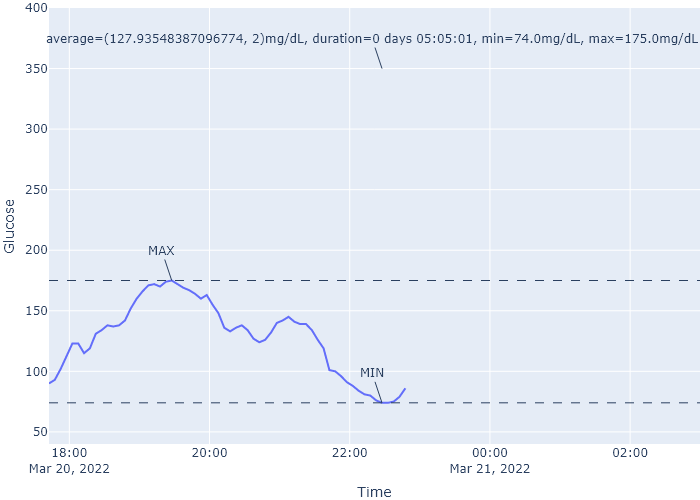 400
average=(127.93548387096774, 2)mg/dL, duration=0 days 05:05:01, min=74.0mg/dL, max=175.0mg/dL
350
300
250
200
MAX
150
100
MIN
50
Glucose
18:00 20:00 22:00 00:00 02:00
Mar 20, 2022 Mar 21, 2022
Time